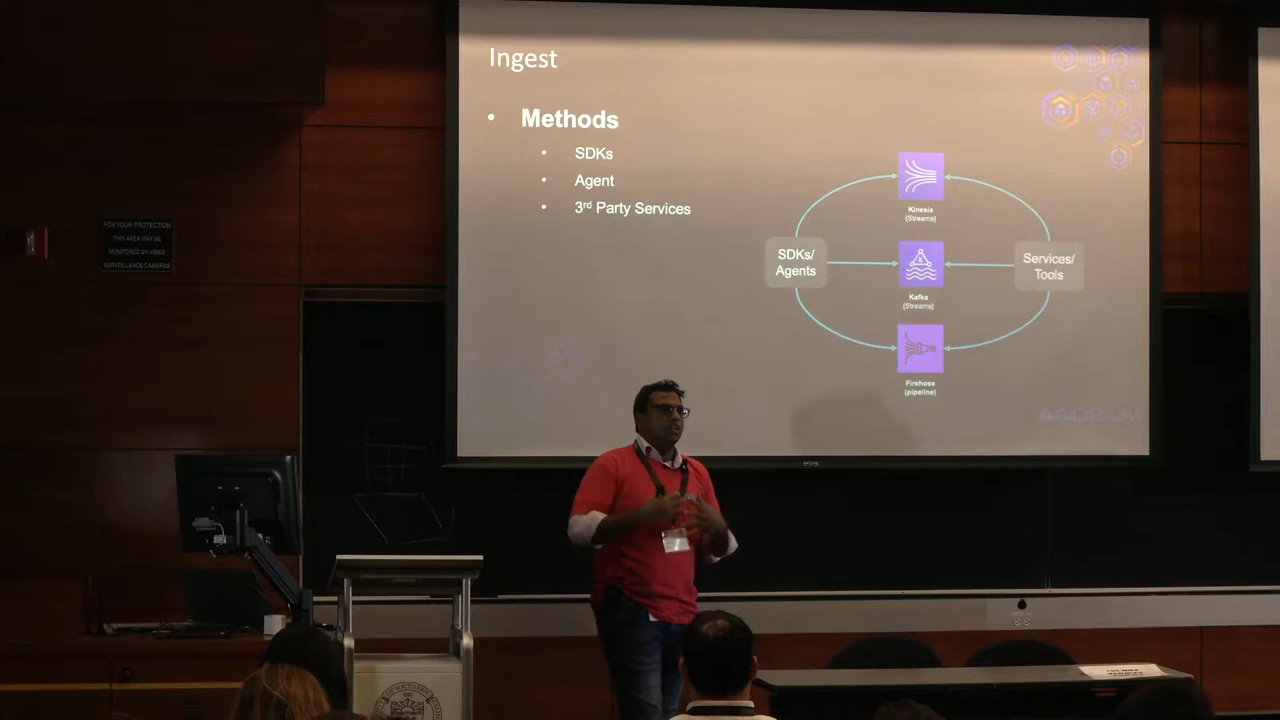 Ingest
• Methods
• SDKs
• Agent
• 3rd Party Services
Kinesis
(Streams)
SDKs/
Agents
Kafka
(Streams)
Services/
Tools
Firehose
(pipeline)
FOR YOUR PROTECTION
THIS AREA MAY BE
MONITORED BY VIDEO
SURVEILLANCE CAMERAS